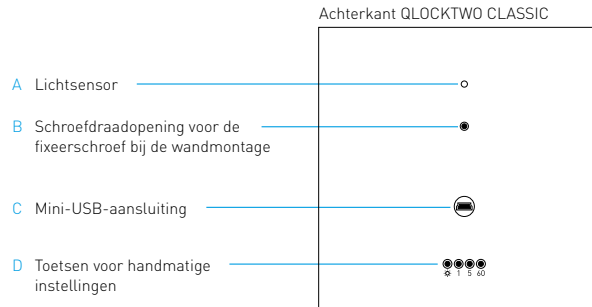 Achterkant QLOCKTWO CLASSIC
A Lichtsensor
B Schroefdraadopening voor de
fixeerschroef bij de wandmontage
C Mini-USB-aansluiting
D Toetsen voor handmatige
instellingen
1 5 60